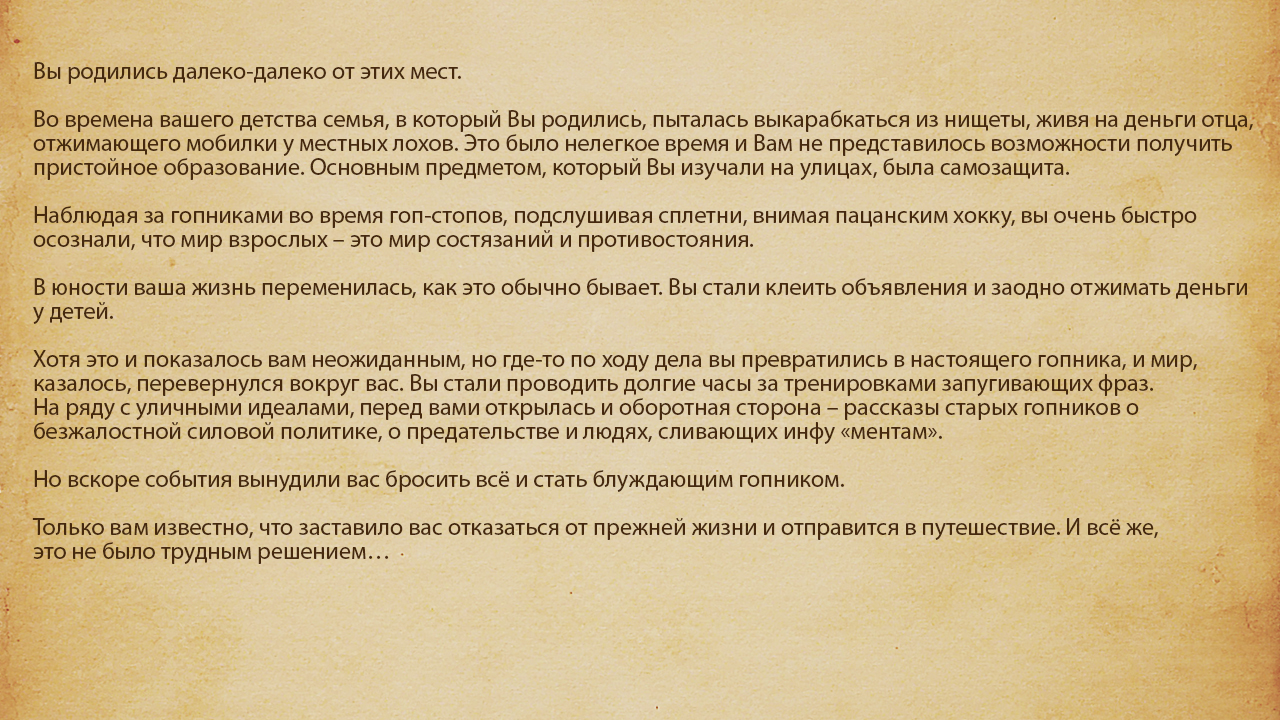 Вы родились далеко-далеко от этих мест.
Во времена вашего детства семья, в который Вы родились, пыталась выкарабкаться из нищеты, живя на деньги отца,
отжимающего мобилки у местных лохов. Это было нелегкое время и Вам не представилось возможности получить
пристойное образование. Основным предметом, который Вы изучали на улицах, была самозащита.
Наблюдая за гопниками во время гоп-стопов, подслушивая сплетни, внимая пацанским хокку, вы очень быстро
осознали, что мир взрослых – это мир состязаний и противостояния.
В юности ваша жизнь переменилась, как это обычно бывает. Вы стали клеить объявления и заодно отжимать деньги
у детей.
Хотя это и показалось вам неожиданным, но где-то по ходу дела вы превратились в настоящего гопника, и мир,
казалось, перевернулся вокруг вас. Вы стали проводить долгие часы за тренировками запугивающих фраз.
На ряду с уличными идеалами, перед вами открылась и оборотная сторона – рассказы старых гопников о
безжалостной силовой политике, о предательстве и людях, сливающих инфу «ментам».
Но вскоре события вынудили вас бросить всё и стать блуждающим гопником.
Только вам известно, что заставило вас отказаться от прежней жизни и отправится в путешествие. И всё же,
это не было трудным решением…